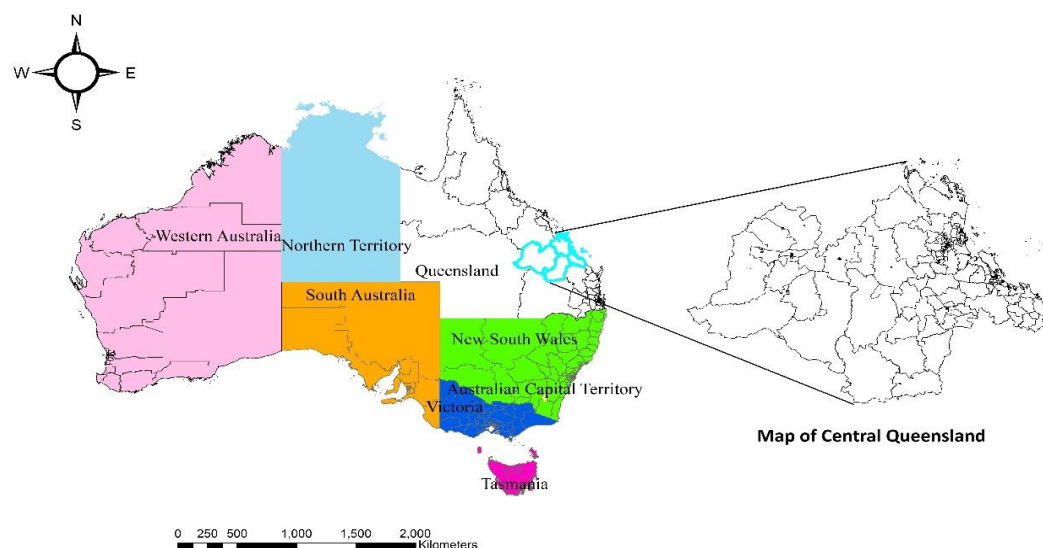 N
W E
S
Western Australia
Northern Territory
Queensland
South Australia
New South Wales
Australian Capital Territory
Victoria
Tasmania
Map of Central Queensland
0 250 500 1,000 1,500 2,000
Kilometers